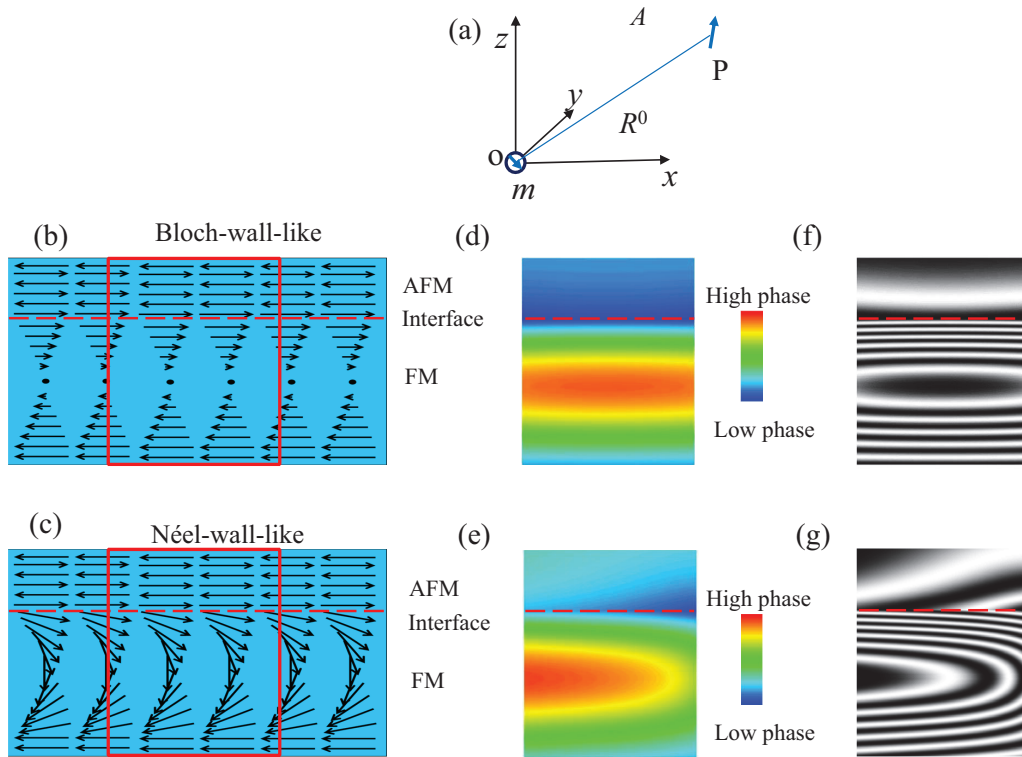 (a)
A
z
P
y
R⁰
o
x
m
(b)
Bloch-wall-like
(d)
(f)
AFM
High phase
Interface
FM
Low phase
(c)
Néel-wall-like
(e)
(g)
AFM
High phase
Interface
FM
Low phase